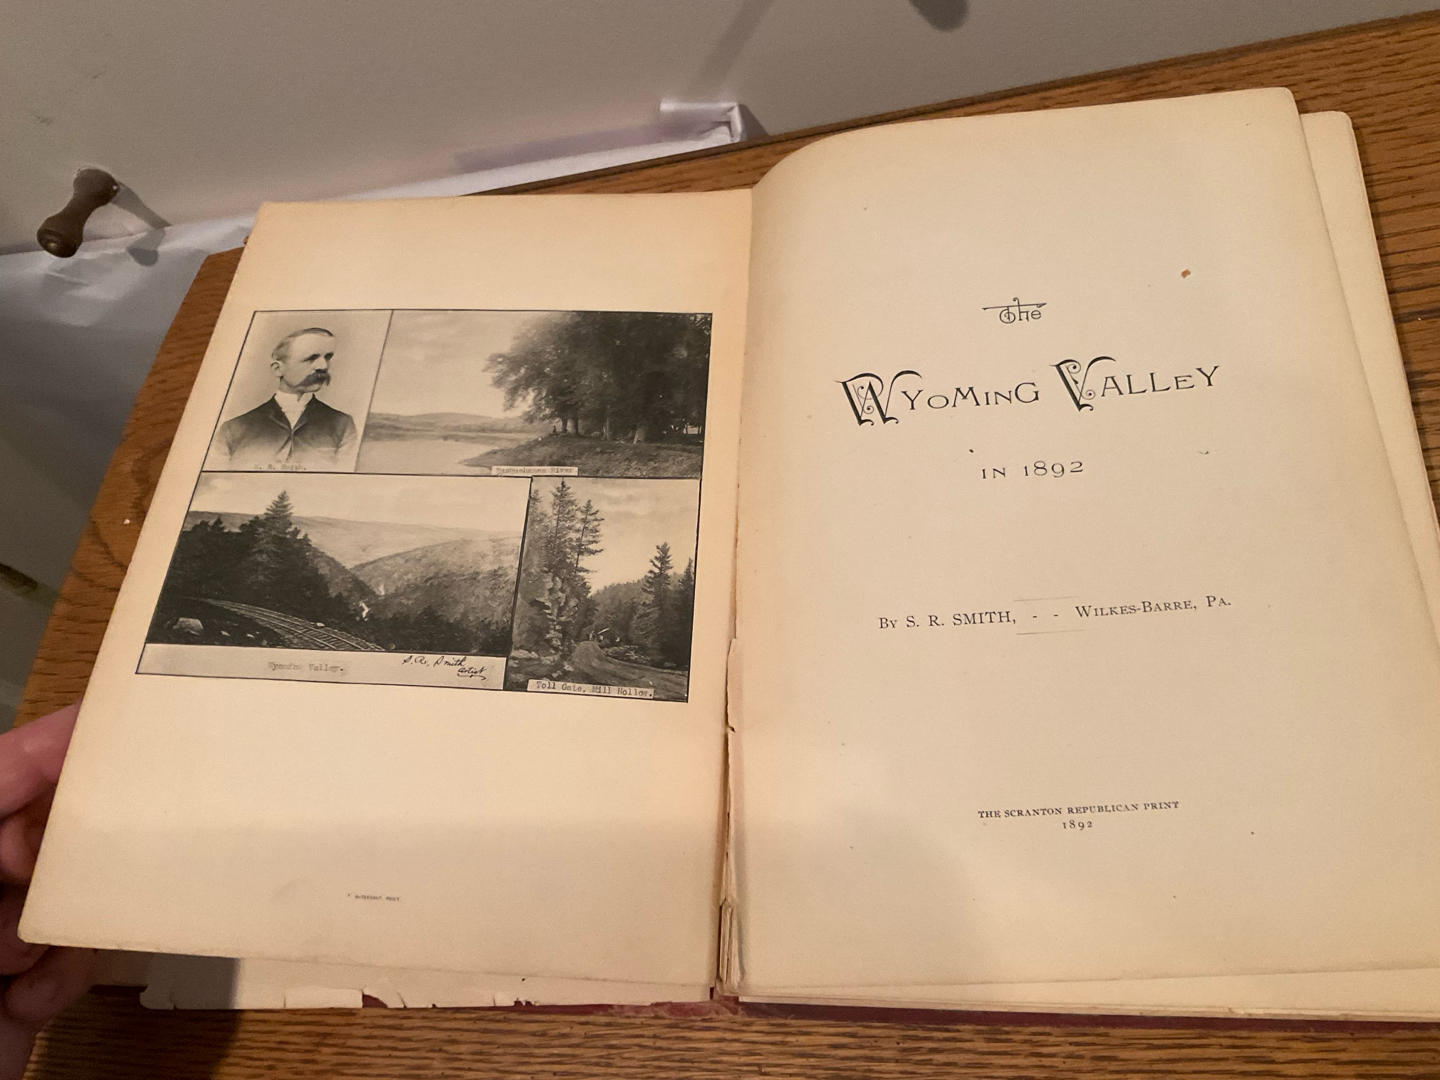 S. R. Smith.
Susquehanna River
Wyoming Valley.
S. R. Smith
artist
Toll Gate, Mill Hollow.
The
WYOMING VALLEY
IN 1892
BY S. R. SMITH, - - WILKES-BARRE, PA.
THE SCRANTON REPUBLICAN PRINT
1892